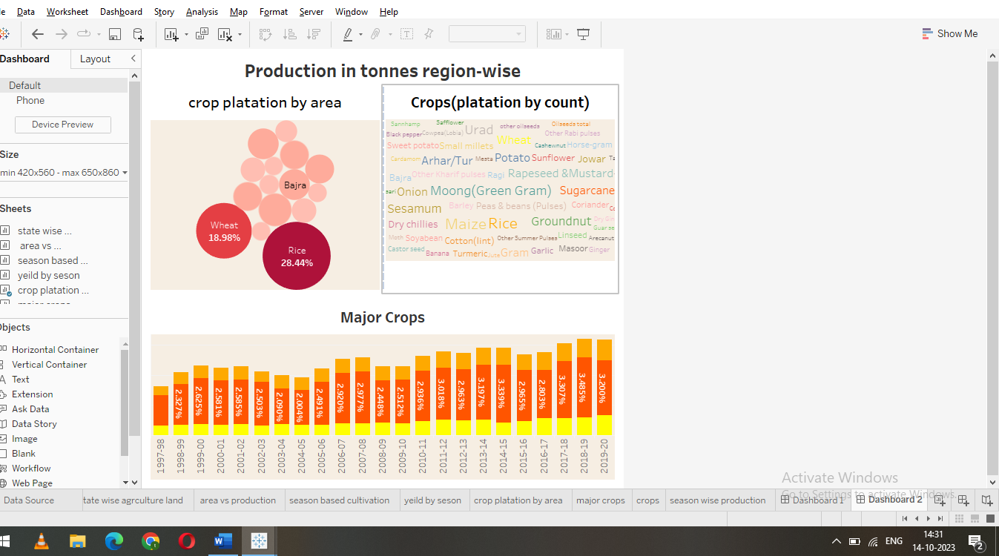 Data Worksheet Dashboard Story Analysis Map Format Server Window Help
Show Me
Dashboard Layout
Default
Phone
Device Preview
Size
min 420x560 - max 650x860
Sheets
state wise ...
area vs ...
season based ...
yeild by seson
crop platation ...
Objects
Horizontal Container
Vertical Container
Text
Extension
Ask Data
Data Story
Image
Blank
Workflow
Web Page
Production in tonnes region-wise
crop platation by area
Bajra
Wheat
18.98%
Rice
28.44%
Crops(platation by count)
Sannhamp Safflower other oilseeds Oilseeds total
Black pepper Cowpea(Lobia) Urad Other Rabi pulses
Sweet potato Small millets Wheat Cashewnut Horse-gram
Cardamom Arhar/Tur Mesta Potato Sunflower Jowar Ta
Bajra Other Kharif pulses Ragi Rapeseed &Mustard
Onion Moong(Green Gram) Sugarcane
Sesamum Barley Peas & beans (Pulses) Coriander Co
Dry chillies Maize Rice Groundnut Dry Gin
Guar se
Moth Soyabean Cotton(lint) Other Summer Pulses Linseed Arecanut
Castor seed Banana Turmeric Jute Gram Garlic Masoor Ginger
Major Crops
2.327% 2.625% 2.581% 2.585% 2.503% 2.090% 2.004% 2.491% 2.920% 2.977% 2.448% 2.512% 2.936% 3.018% 2.963% 3.197% 3.339% 2.965% 2.803% 3.307% 3.485% 3.200%
1997-98 1998-99 1999-00 2000-01 2001-02 2002-03 2003-04 2004-05 2005-06 2006-07 2007-08 2008-09 2009-10 2010-11 2011-12 2012-13 2013-14 2014-15 2015-16 2016-17 2017-18 2018-19 2019-20
Activate Windows
Go to Settings to activate Windows.
Data Source tate wise agrculture land area vs production season based cultivation yeild by seson crop platation by area major crops crops season wise production Dashboard 1 Dashboard 2
ENG
14:31
14-10-2023
2